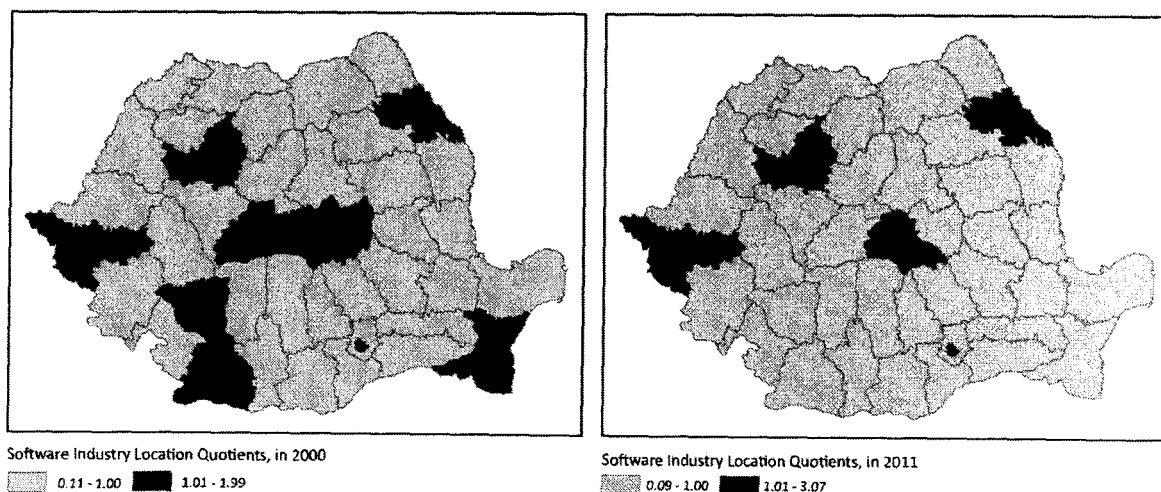 Software Industry Location Quotients, in 2000
0.11 - 1.00 1.01 - 1.99
Software Industry Location Quotients, in 2011
0.09 - 1.00 1.01 - 3.07